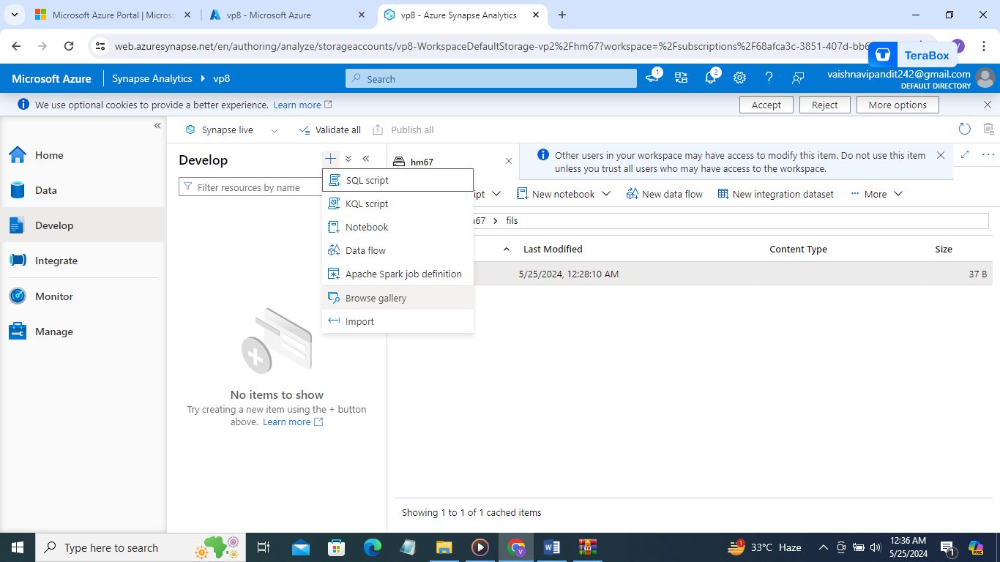 Microsoft Azure Portal | Micros
vp8 - Microsoft Azure
vp8 - Azure Synapse Analytics
web.azuresynapse.net/en/authoring/analyze/storageaccounts/vp8-WorkspaceDefaultStorage-vp2%2Fhm67?workspace=%2Fsubscriptions%2F68afca3c-3851-407d-bb6
TeraBox
Microsoft Azure
Synapse Analytics
vp8
Search
1
2
vaishnavipandit242@gmail.com
DEFAULT DIRECTORY
We use optional cookies to provide a better experience. Learn more
Accept
Reject
More options
Home
Data
Develop
Integrate
Monitor
Manage
Synapse live
Validate all
Publish all
Develop
Filter resources by name
SQL script
KQL script
Notebook
Data flow
Apache Spark job definition
Browse gallery
Import
No items to show
Try creating a new item using the + button
above. Learn more
hm67
Other users in your workspace may have access to modify this item. Do not use this item
unless you trust all users who may have access to the workspace.
New notebook
New data flow
New integration dataset
More
fils
Last Modified
Content Type
Size
5/25/2024, 12:28:10 AM
37 B
Showing 1 to 1 of 1 cached items
Type here to search
1
33°C Haze
12:36 AM
5/25/2024
1
PRE